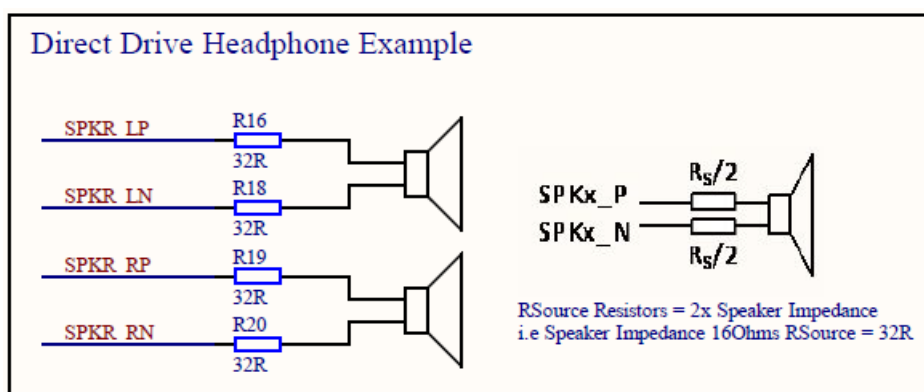 Direct Drive Headphone Example
SPKR LP
R16
32R
SPKR LN
R18
32R
SPKR RP
R19
32R
SPKR RN
R20
32R
SPKx_P
RS/2
SPKx_N
RS/2
RSource Resistors = 2x Speaker Impedance
i.e Speaker Impedance 16Ohms RSource = 32R